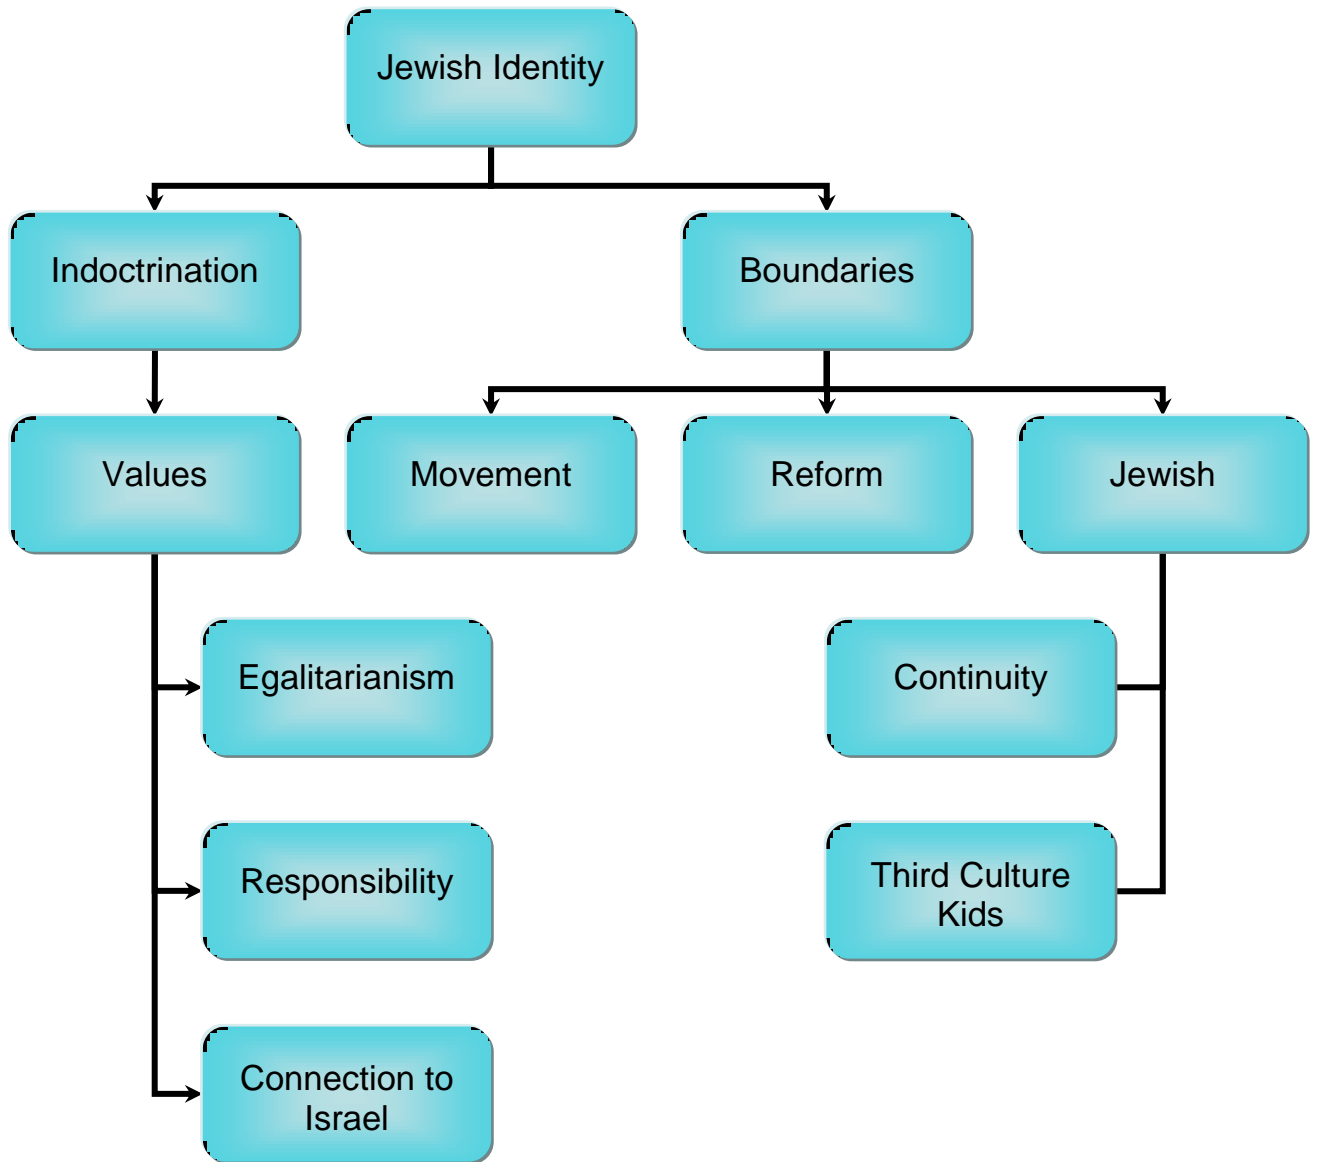 Jewish Identity
Indoctrination
Boundaries
Values
Movement
Reform
Jewish
Egalitarianism
Continuity
Responsibility
Third Culture
Kids
Connection to
Israel